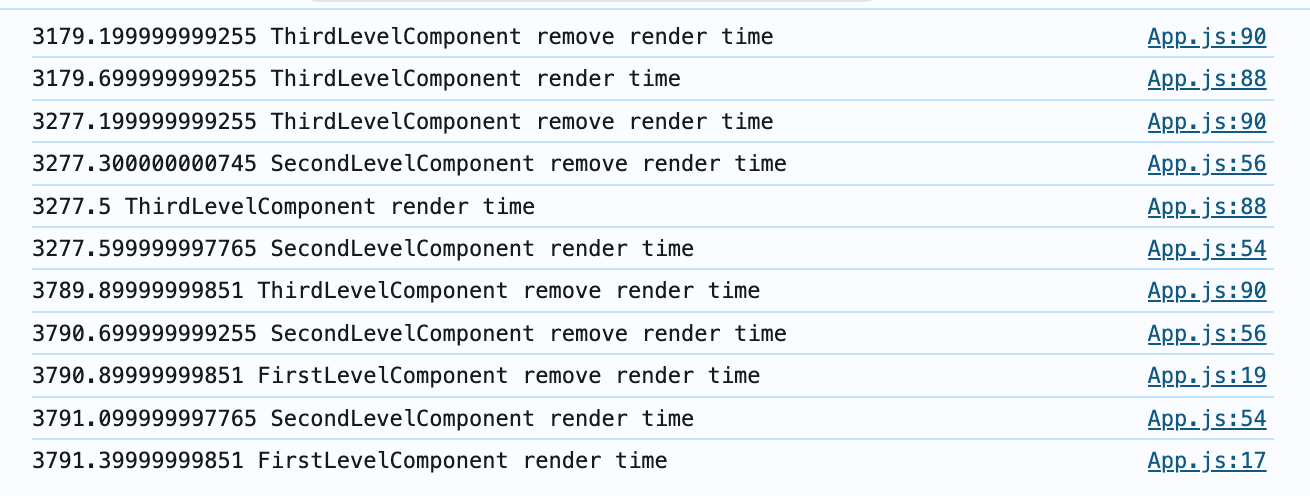 3179.199999999255 ThirdLevelComponent remove render time App.js:90
3179.699999999255 ThirdLevelComponent render time App.js:88
3277.199999999255 ThirdLevelComponent remove render time App.js:90
3277.300000000745 SecondLevelComponent remove render time App.js:56
3277.5 ThirdLevelComponent render time App.js:88
3277.599999997765 SecondLevelComponent render time App.js:54
3789.89999999851 ThirdLevelComponent remove render time App.js:90
3790.699999999255 SecondLevelComponent remove render time App.js:56
3790.89999999851 FirstLevelComponent remove render time App.js:19
3791.099999997765 SecondLevelComponent render time App.js:54
3791.39999999851 FirstLevelComponent render time App.js:17